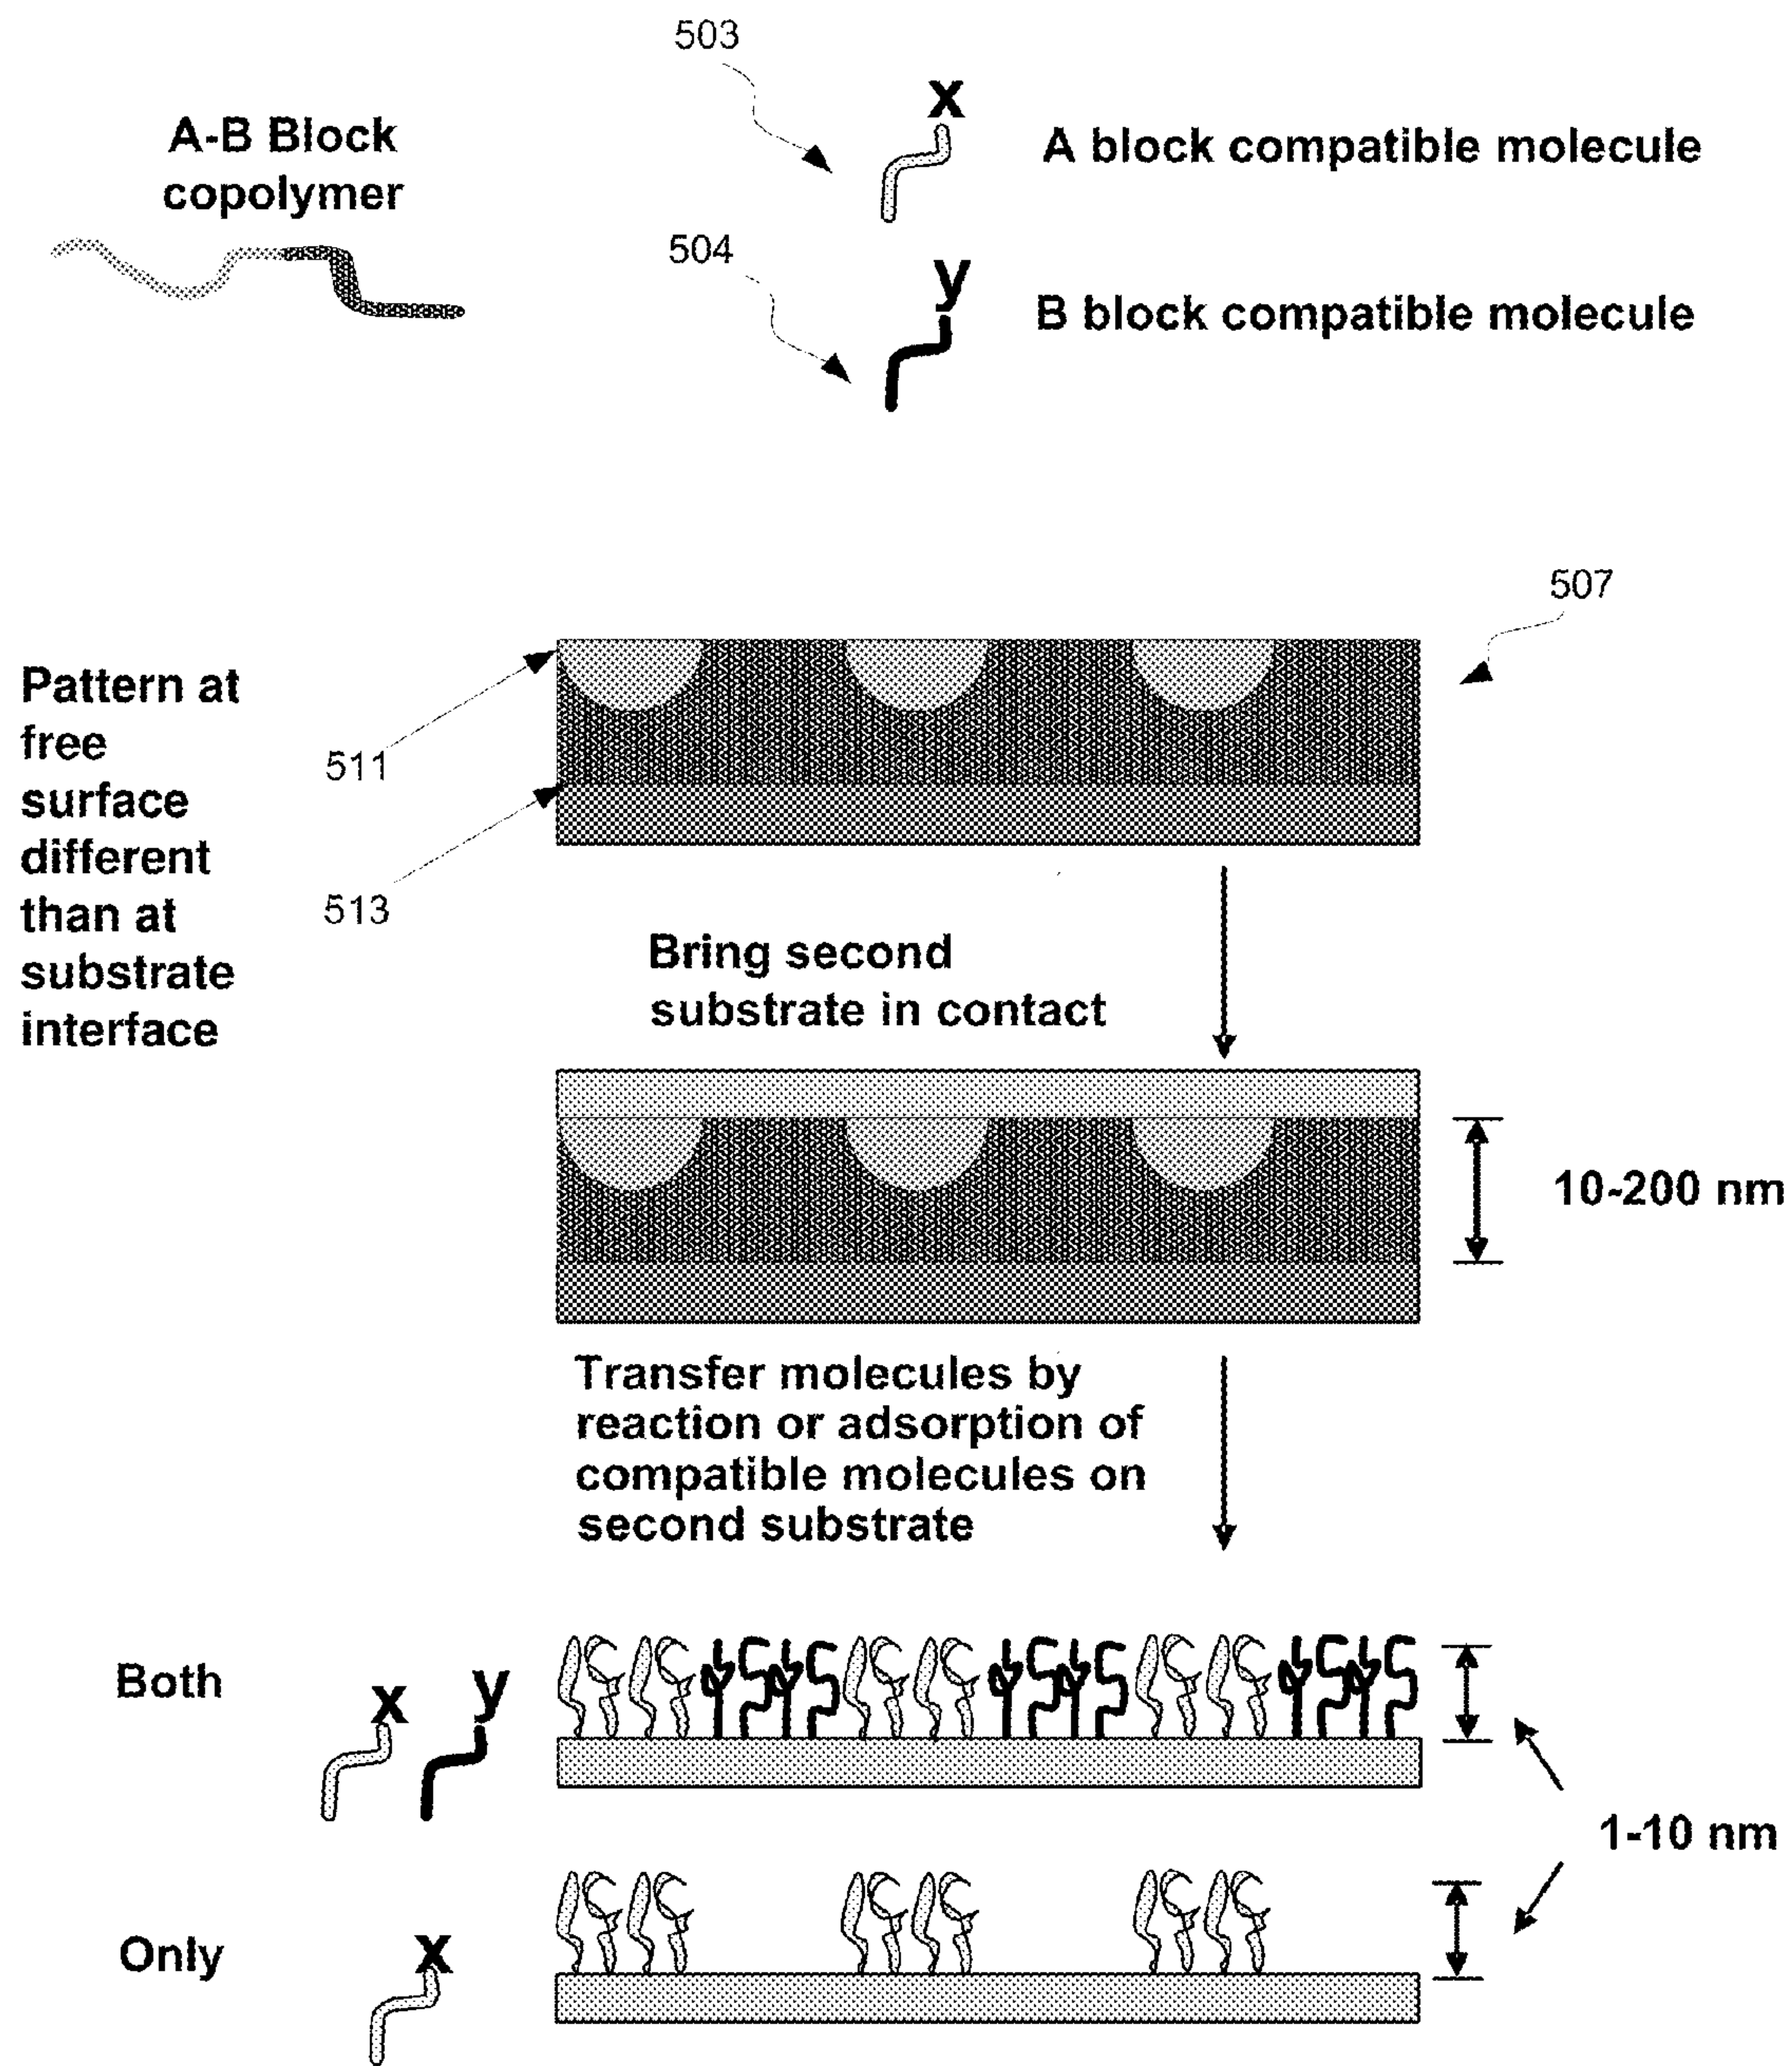 503
A-B Block
copolymer
x
A block compatible molecule
504
y
B block compatible molecule
507
Pattern at
free
surface
different
than at
substrate
interface
511
513
Bring second
substrate in contact
10-200 nm
Transfer molecules by
reaction or adsorption of
compatible molecules on
second substrate
Both
x
y
1-10 nm
Only
x